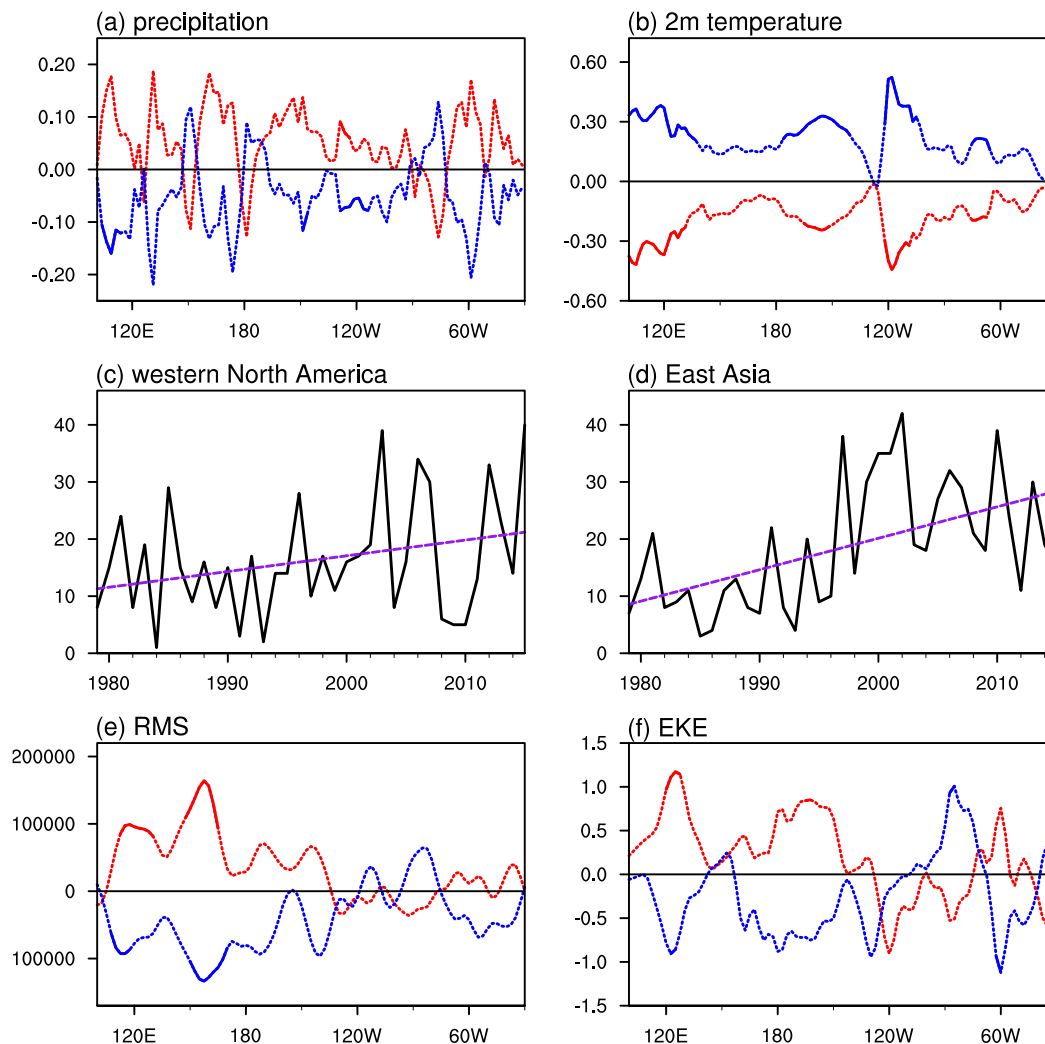 (a) precipitation
0.20
0.10
0.00
-0.10
-0.20
120E 180 120W 60W
(b) 2m temperature
0.60
0.30
0.00
-0.30
-0.60
120E 180 120W 60W
(c) western North America
40
30
20
10
0
1980 1990 2000 2010
(d) East Asia
40
30
20
10
0
1980 1990 2000 2010
(e) RMS
200000
100000
0
100000
120E 180 120W 60W
(f) EKE
1.5
1.0
0.5
0.0
-0.5
-1.0
-1.5
120E 180 120W 60W